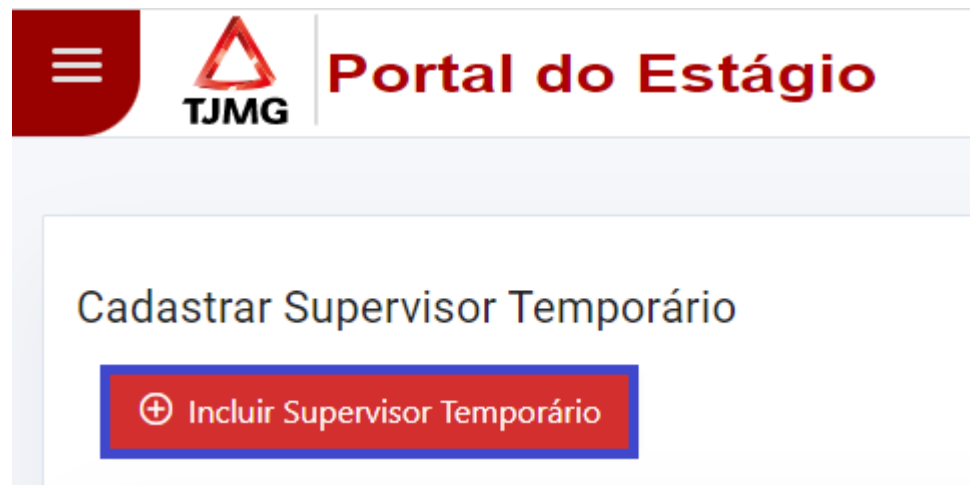 TJMG
Portal do Estágio
Cadastrar Supervisor Temporário
Incluir Supervisor Temporário